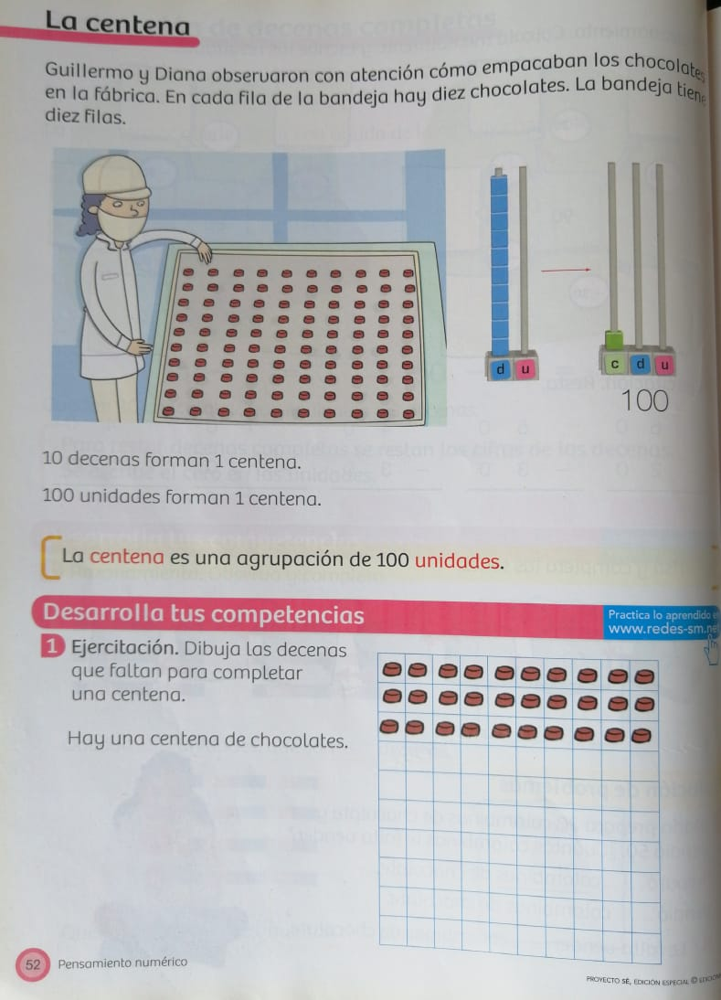 La centena
Guillermo y Diana observaron con atención cómo empacaban los chocolates
en la fábrica. En cada fila de la bandeja hay diez chocolates. La bandeja tiene
diez filas.
d u
c d u
100
10 decenas forman 1 centena.
100 unidades forman 1 centena.
La centena es una agrupación de 100 unidades.
Desarrolla tus competencias
Practica lo aprendido e
www.redes-sm.ne
1 Ejercitación. Dibuja las decenas
que faltan para completar
una centena.
Hay una centena de chocolates.
52 Pensamiento numérico
PROYECTO SÉ, EDICIÓN ESPECIAL ©